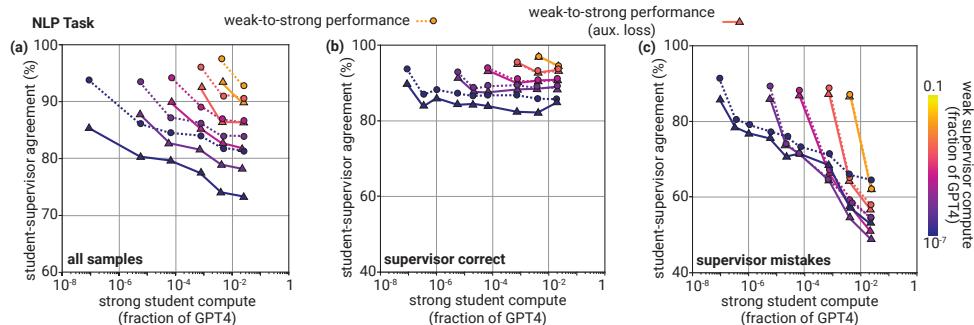 NLP Task
weak-to-strong performance
weak-to-strong performance
(aux. loss)
(a)
student-supervisor agreement (%)
100
90
80
70
60
all samples
10-8
10-6
10-4
10-2
1
strong student compute
(fraction of GPT4)
(b)
student-supervisor agreement (%)
100
80
60
40
supervisor correct
10-8
10-6
10-4
10-2
1
strong student compute
(fraction of GPT4)
(c)
student-supervisor agreement (%)
100
80
60
40
supervisor mistakes
10-8
10-6
10-4
10-2
1
strong student compute
(fraction of GPT4)
0.1
10-7
weak supervisor compute
(fraction of GPT4)